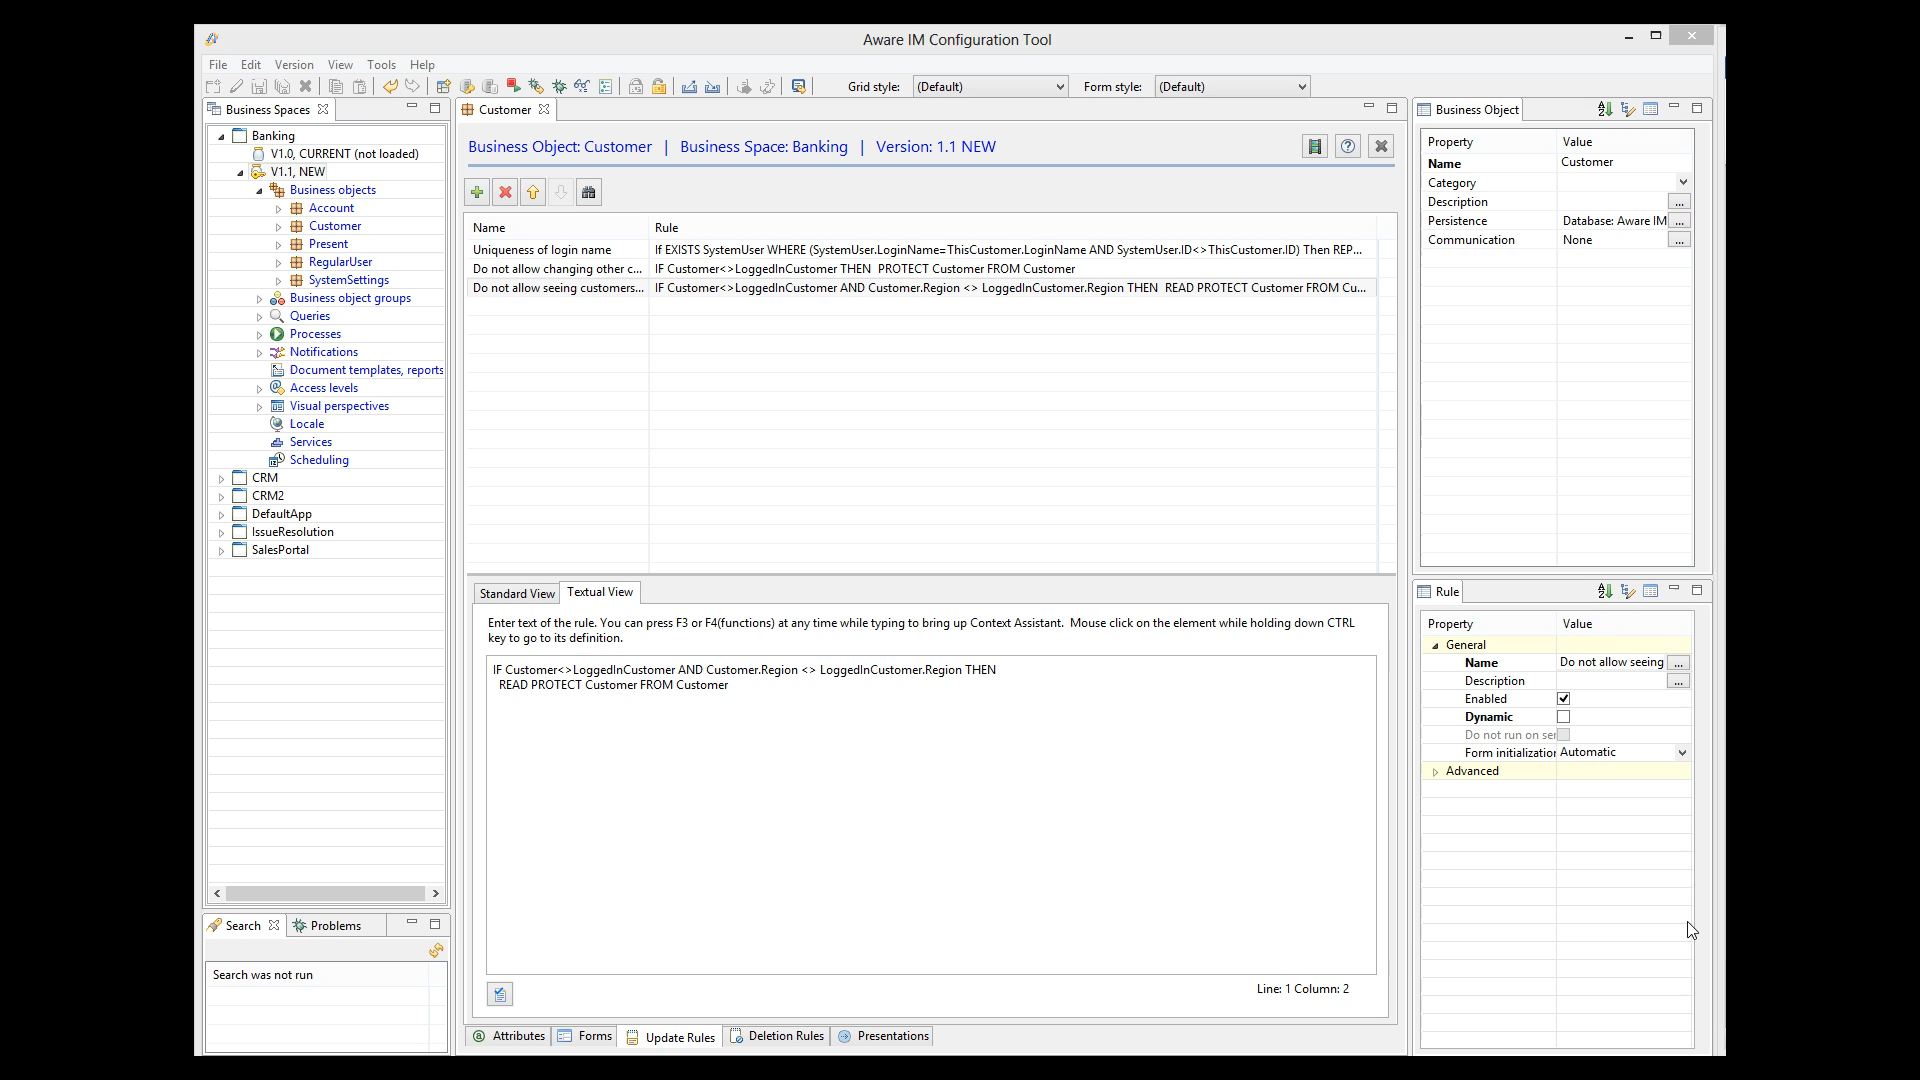 Aware IM Configuration Tool
File Edit Version View Tools Help
Grid style: (Default) Form style: (Default)
Business Spaces
Banking
V1.0, CURRENT (not loaded)
V1.1, NEW
Business objects
Account
Customer
Present
RegularUser
SystemSettings
Business object groups
Queries
Processes
Notifications
Document templates, reports
Access levels
Visual perspectives
Locale
Services
Scheduling
CRM
CRM2
DefaultApp
IssueResolution
SalesPortal
Search Problems
Search was not run
Customer
Business Object: Customer | Business Space: Banking | Version: 1.1 NEW
Name Rule
Uniqueness of login name If EXISTS SystemUser WHERE (SystemUser.LoginName=ThisCustomer.LoginName AND SystemUser.ID<>ThisCustomer.ID) Then REP...
Do not allow changing other c... IF Customer<>LoggedInCustomer THEN PROTECT Customer FROM Customer
Do not allow seeing customers... IF Customer<>LoggedInCustomer AND Customer.Region <> LoggedInCustomer.Region THEN READ PROTECT Customer FROM Cu...
Standard View Textual View
Enter text of the rule. You can press F3 or F4(functions) at any time while typing to bring up Context Assistant. Mouse click on the element while holding down CTRL
key to go to its definition.
IF Customer<>LoggedInCustomer AND Customer.Region <> LoggedInCustomer.Region THEN
READ PROTECT Customer FROM Customer
Line: 1 Column: 2
Attributes Forms Update Rules Deletion Rules Presentations
Business Object
Property Value
Name Customer
Category
Description ...
Persistence Database: Aware IM ...
Communication None ...
Rule
Property Value
General
Name Do not allow seeing ...
Description ...
Enabled
Dynamic
Do not run on ser
Form initialization Automatic
Advanced